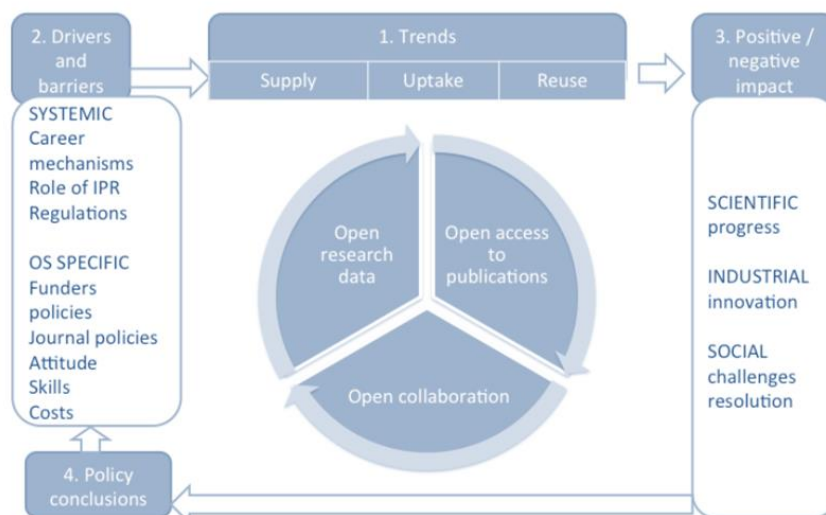 2. Drivers
and
barriers
SYSTEMIC
Career
mechanisms
Role of IPR
Regulations
OS SPECIFIC
Funders
policies
Journal policies
Attitude
Skills
Costs
1. Trends
Supply
Uptake
Reuse
Open
research
data
Open access
to
publications
Open collaboration
3. Positive /
negative
impact
SCIENTIFIC
progress
INDUSTRIAL
innovation
SOCIAL
challenges
resolution
4. Policy
conclusions